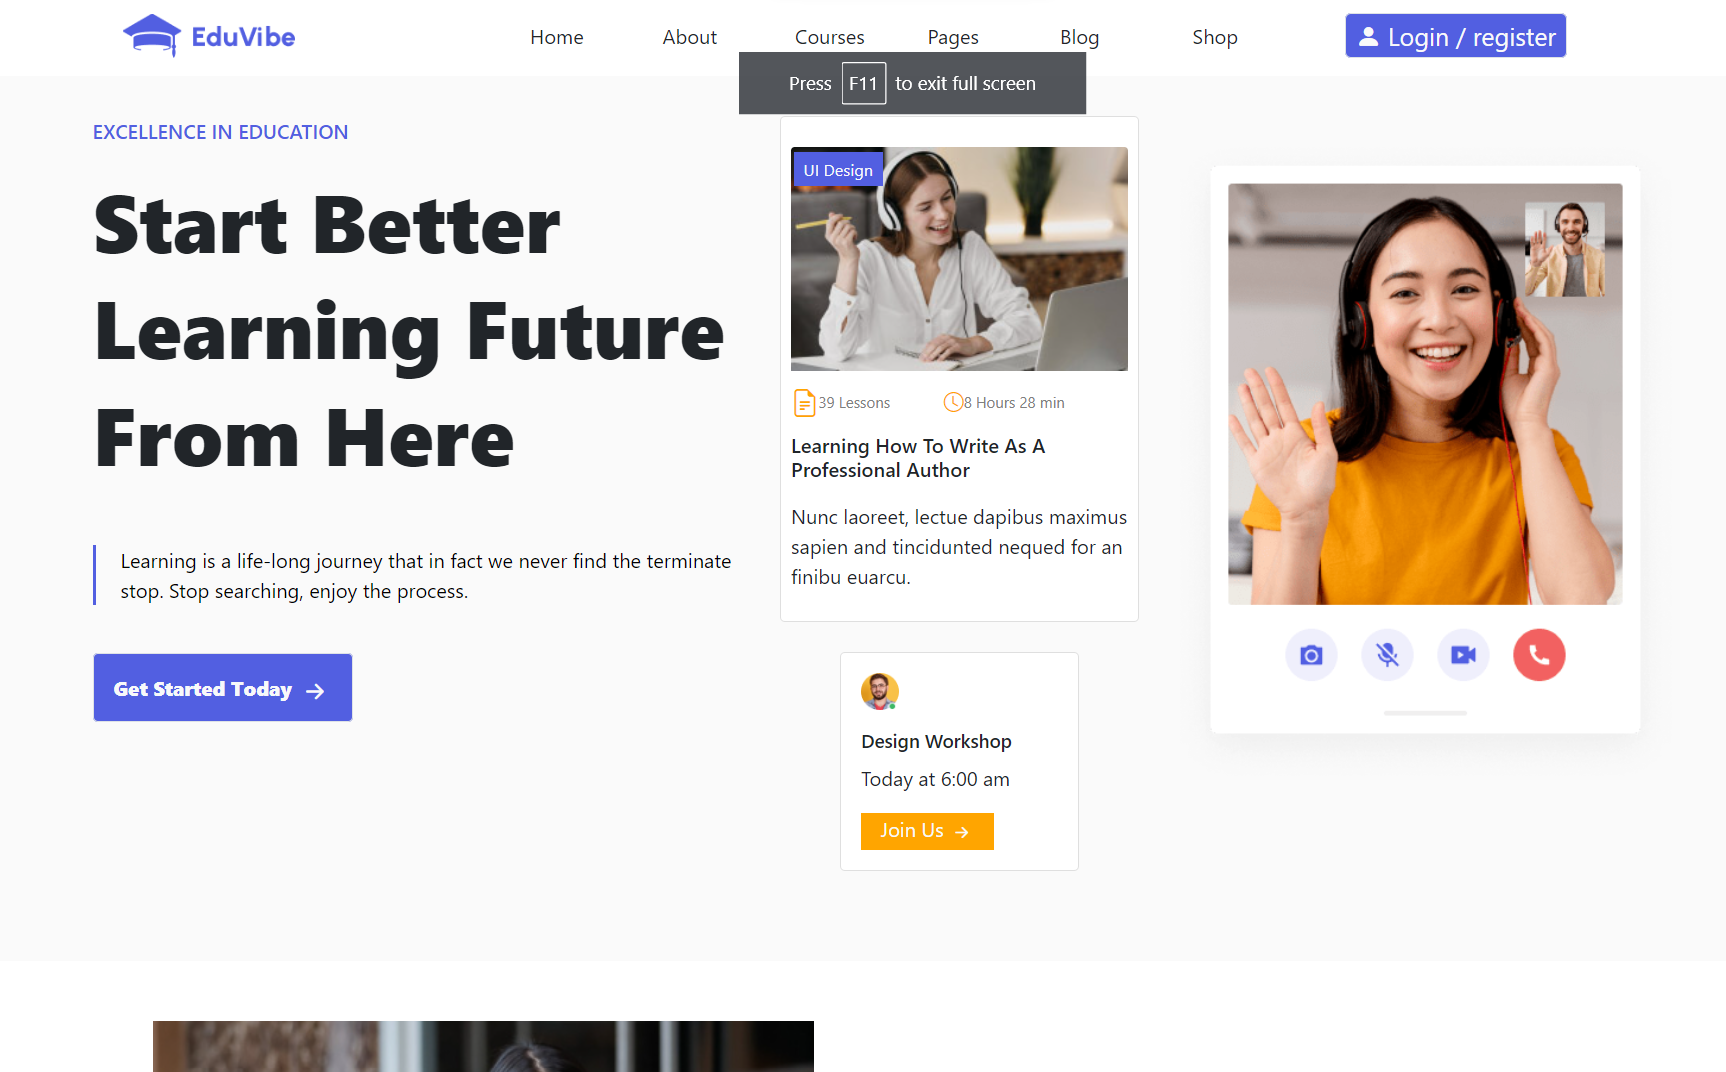 EduVibe
Home
About
Courses
Pages
Blog
Shop
Login / register
Press F11 to exit full screen
EXCELLENCE IN EDUCATION
Start Better
Learning Future
From Here
Learning is a life-long journey that in fact we never find the terminate
stop. Stop searching, enjoy the process.
Get Started Today
UI Design
39 Lessons
8 Hours 28 min
Learning How To Write As A
Professional Author
Nunc laoreet, lectue dapibus maximus
sapien and tincidunted nequed for an
finibu euarcu.
Design Workshop
Today at 6:00 am
Join Us